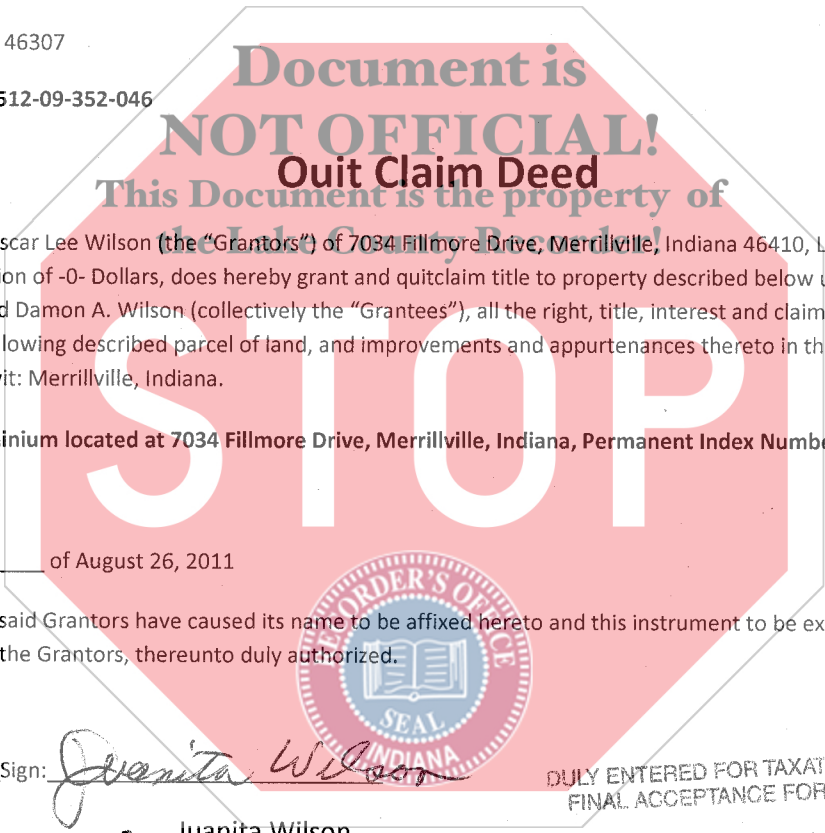 46307
512-09-352-046
Document is
NOT OFFICIAL!
This Document is the property of
the Lake County Recorder!
Quit Claim Deed
scar Lee Wilson (the “Grantors”) of 7034 Fillmore Drive, Merrillville, Indiana 46410, L
ion of -0- Dollars, does hereby grant and quitclaim title to property described below u
d Damon A. Wilson (collectively the “Grantees”), all the right, title, interest and claim
lowing described parcel of land, and improvements and appurtenances thereto in th
vit: Merrillville, Indiana.
inium located at 7034 Fillmore Drive, Merrillville, Indiana, Permanent Index Numbe
STOP
of August 26, 2011
said Grantors have caused its name to be affixed hereto and this instrument to be ex
the Grantors, thereunto duly authorized.
RECORDER'S OFFICE
SEAL
INDIANA
Sign: Juanita Wilson
DULY ENTERED FOR TAXAT
FINAL ACCEPTANCE FOR
Juanita Wilson